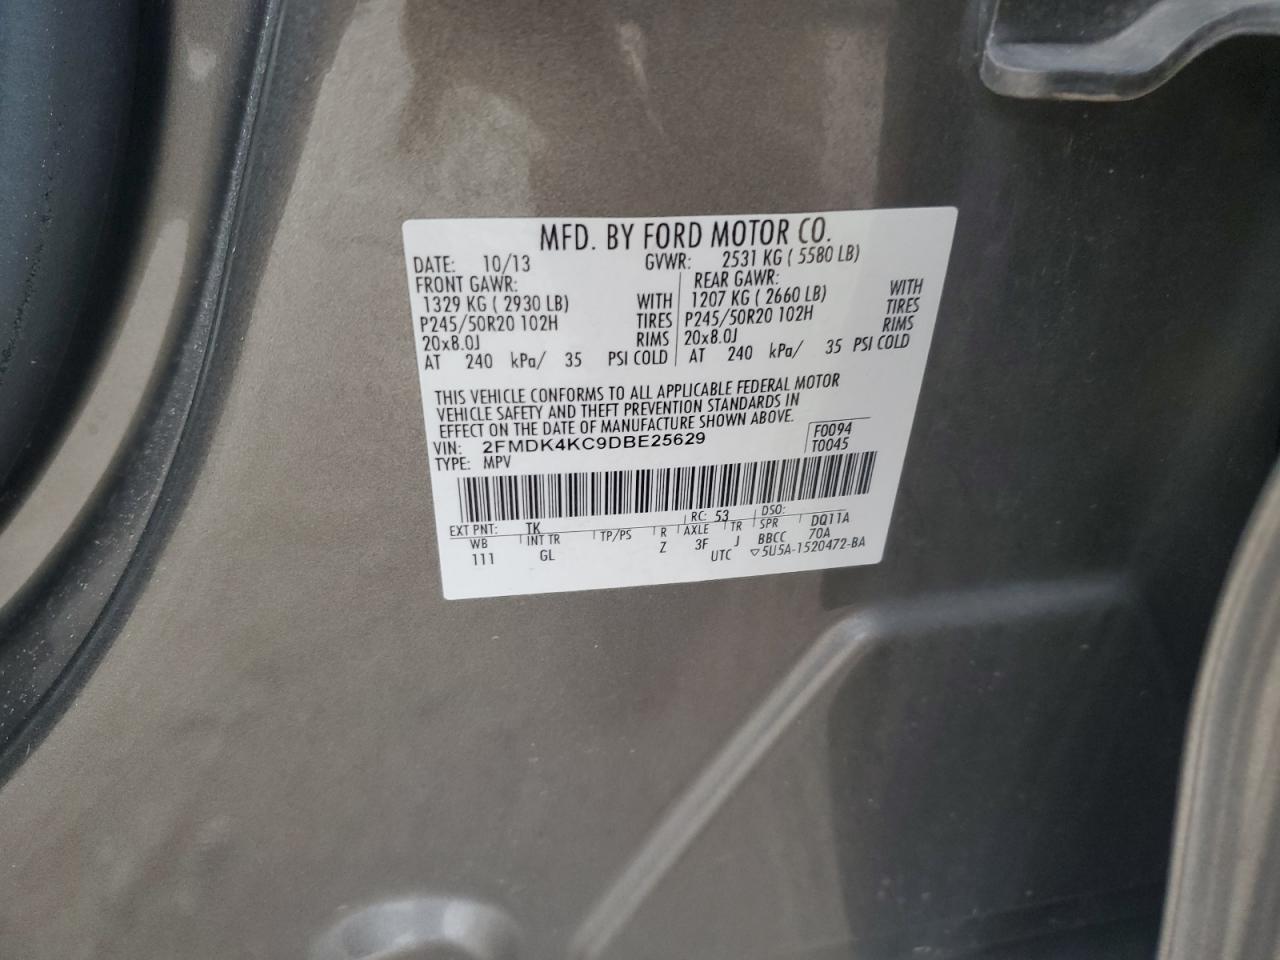 MFD. BY FORD MOTOR CO.
DATE: 10/13 GVWR: 2531 KG ( 5580 LB)
FRONT GAWR: REAR GAWR:
1329 KG ( 2930 LB) WITH 1207 KG ( 2660 LB) WITH
P245/50R20 102H TIRES P245/50R20 102H TIRES
20x8.0J RIMS 20x8.0J RIMS
AT 240 kPa/ 35 PSI COLD AT 240 kPa/ 35 PSI COLD
THIS VEHICLE CONFORMS TO ALL APPLICABLE FEDERAL MOTOR
VEHICLE SAFETY AND THEFT PREVENTION STANDARDS IN
EFFECT ON THE DATE OF MANUFACTURE SHOWN ABOVE.
VIN: 2FMDK4KC9DBE25629 F0094
TYPE: MPV T0045
EXT PNT: TK RC: 53 DSO:
WB INT TR TP/PS R AXLE TR SPR DQ11A
111 GL Z 3F J BBCC 70A
UTC ▽5U5A-1520472-BA